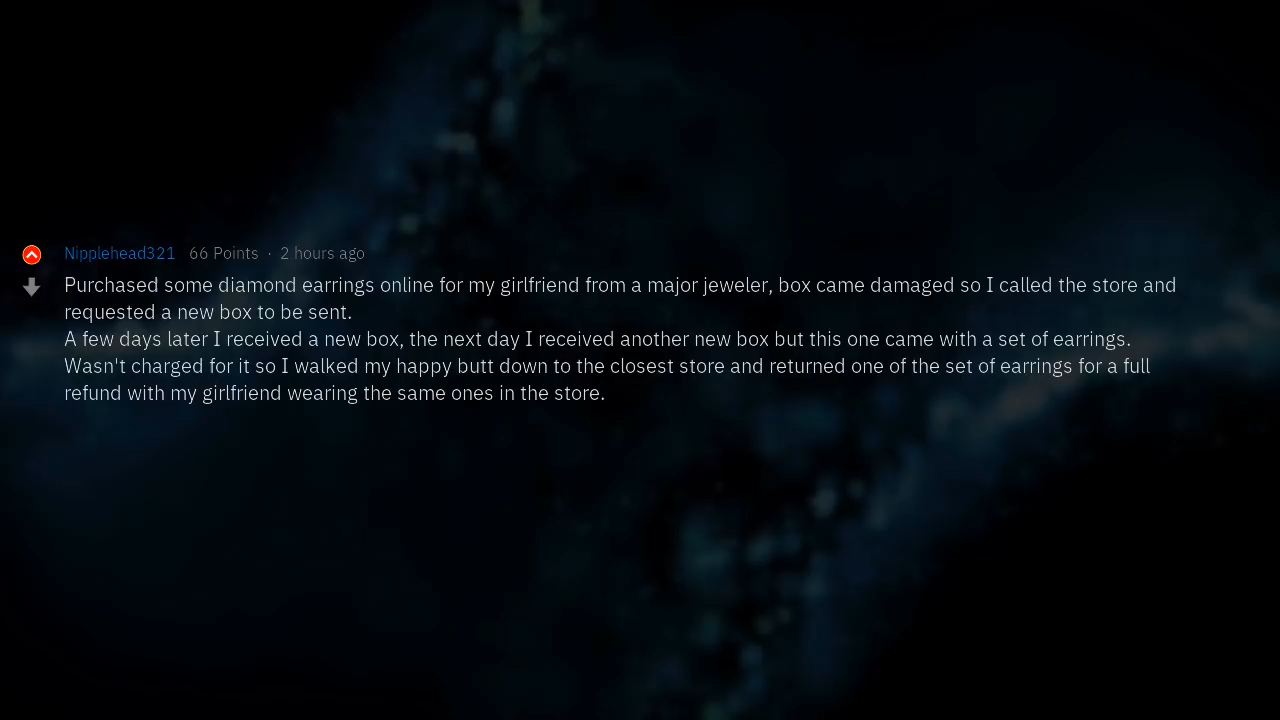 Nipplehead321 66 Points · 2 hours ago
Purchased some diamond earrings online for my girlfriend from a major jeweler, box came damaged so I called the store and
requested a new box to be sent.
A few days later I received a new box, the next day I received another new box but this one came with a set of earrings.
Wasn't charged for it so I walked my happy butt down to the closest store and returned one of the set of earrings for a full
refund with my girlfriend wearing the same ones in the store.